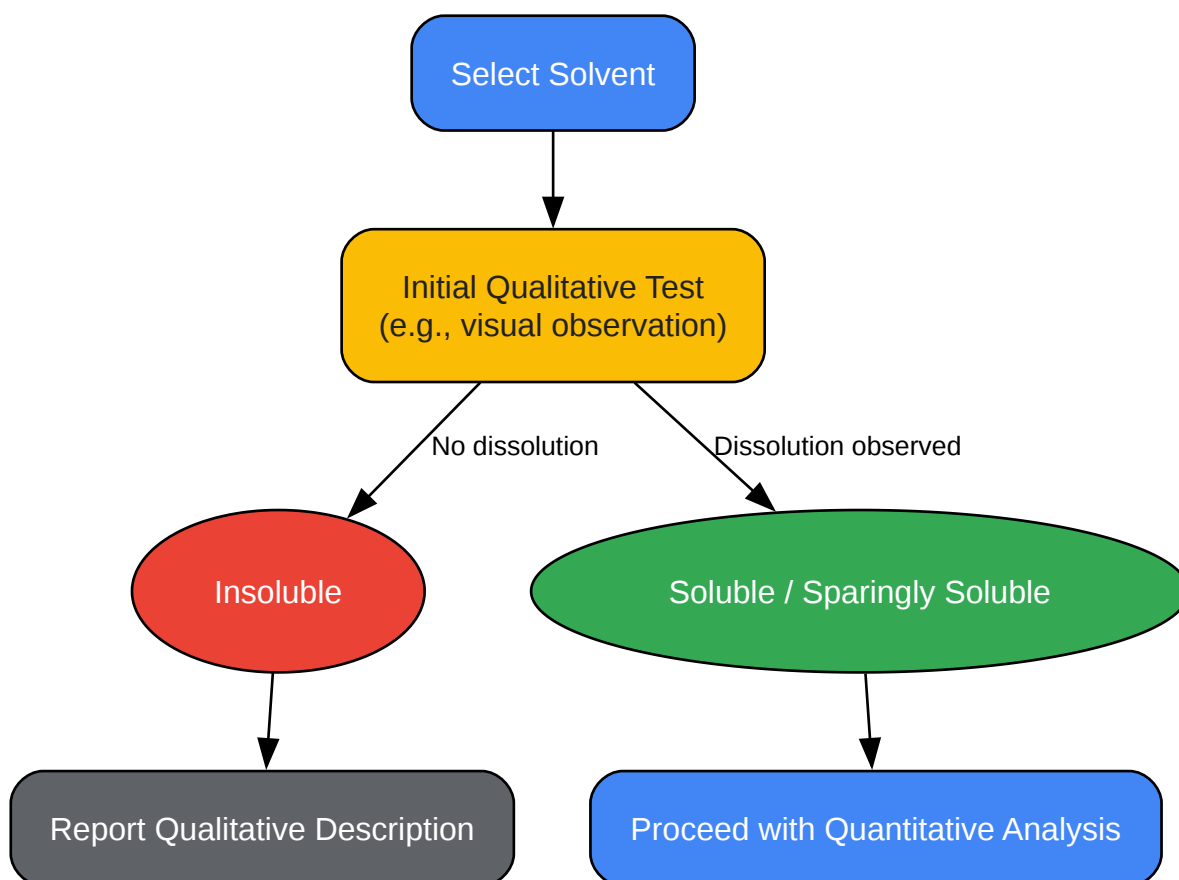 Select Solvent
Initial Qualitative Test
(e.g., visual observation)
No dissolution
Dissolution observed
Insoluble
Soluble / Sparingly Soluble
Report Qualitative Description
Proceed with Quantitative Analysis